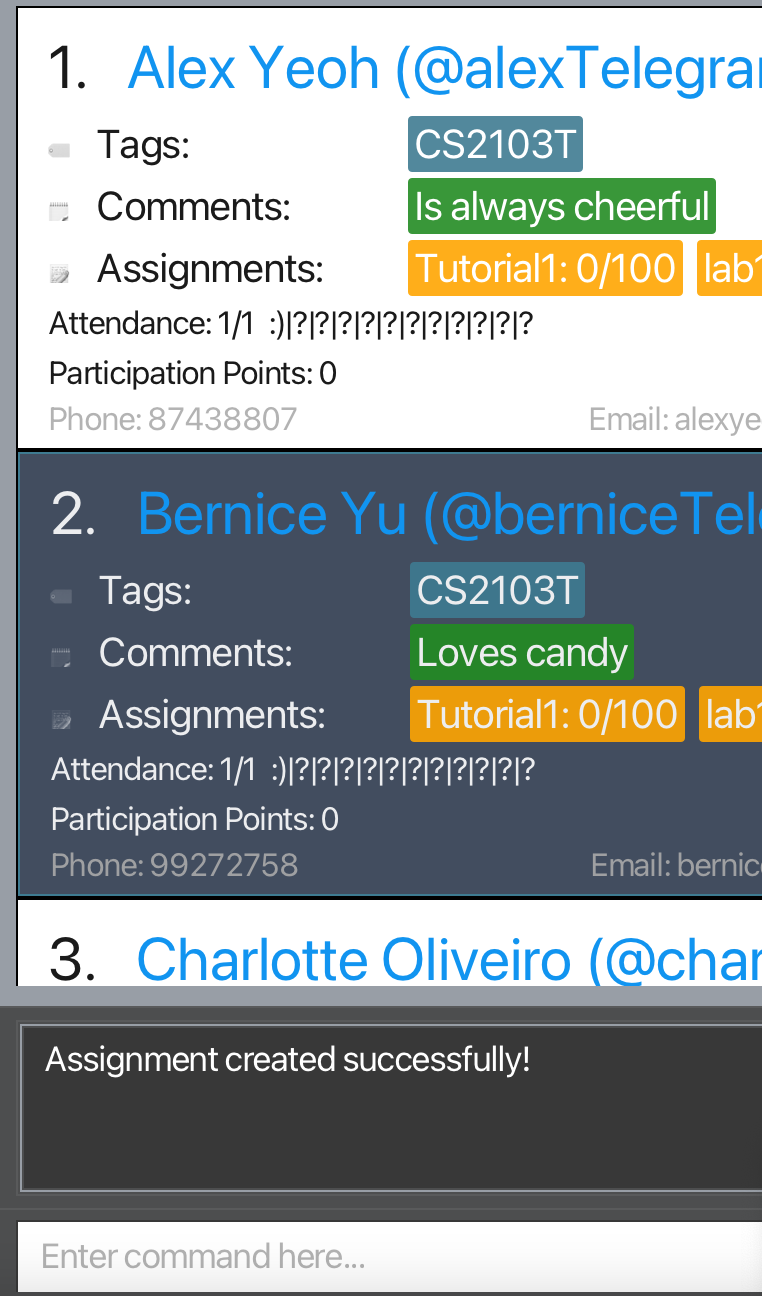 1. Alex Yeoh (@alexTelegra
Tags: CS2103T
Comments: Is always cheerful
Assignments: Tutorial1: 0/100 lab1
Attendance: 1/1 :)|?|?|?|?|?|?|?|?|?|?|?
Participation Points: 0
Phone: 87438807 Email: alexye
2. Bernice Yu (@berniceTel
Tags: CS2103T
Comments: Loves candy
Assignments: Tutorial1: 0/100 lab1
Attendance: 1/1 :)|?|?|?|?|?|?|?|?|?|?|?
Participation Points: 0
Phone: 99272758 Email: bernic
3. Charlotte Oliveiro (@char
Assignment created successfully!
Enter command here...